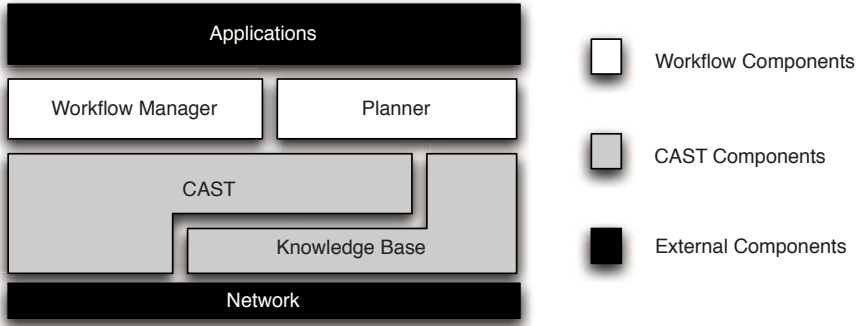 Applications
Workflow Manager
Planner
CAST
Knowledge Base
Network
Workflow Components
CAST Components
External Components